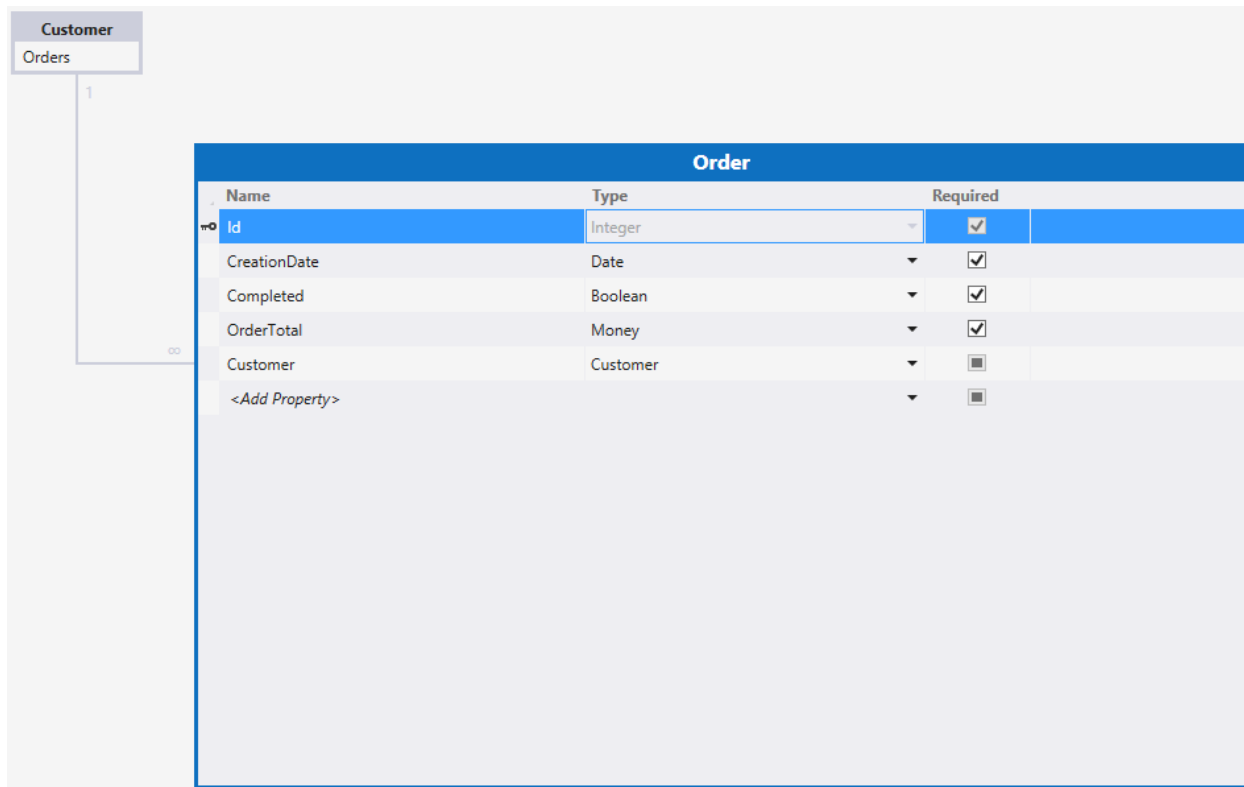 Customer
Orders
1
Order
Name Type Required
Id Integer
CreationDate Date
Completed Boolean
OrderTotal Money
∞
Customer Customer
<Add Property>